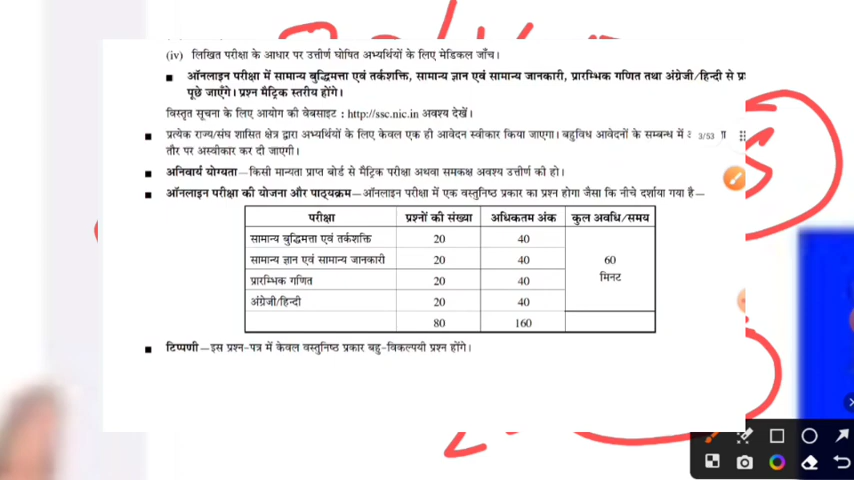 (iv) लिखित परीक्षा के आधार पर उत्तीर्ण घोषित अभ्यर्थियों के लिए मेडिकल जाँच।
■ ऑनलाइन परीक्षा में सामान्य बुद्धिमत्ता एवं तर्कशक्ति, सामान्य ज्ञान एवं सामान्य जानकारी, प्रारम्भिक गणित तथा अंग्रेजी/हिन्दी से
पूछे जाएँगे। प्रश्न मैट्रिक स्तरीय होंगे।
विस्तृत सूचना के लिए आयोग की वेबसाइट : http://ssc.nic.in अवश्य देखें।
■ प्रत्येक राज्य/संघ शासित क्षेत्र द्वारा अभ्यर्थियों के लिए केवल एक ही आवेदन स्वीकार किया जाएगा। बहुविध आवेदनों के सम्बन्ध में
3/53
तौर पर अस्वीकार कर दी जाएगी।
■ अनिवार्य योग्यता—किसी मान्यता प्राप्त बोर्ड से मैट्रिक परीक्षा अथवा समकक्ष अवश्य उत्तीर्ण की हो।
■ ऑनलाइन परीक्षा की योजना और पाठ्यक्रम—ऑनलाइन परीक्षा में एक वस्तुनिष्ठ प्रकार का प्रश्न होगा जैसा कि नीचे दर्शाया गया है—
परीक्षा प्रश्नों की संख्या अधिकतम अंक कुल अवधि/समय
सामान्य बुद्धिमत्ता एवं तर्कशक्ति 20 40
सामान्य ज्ञान एवं सामान्य जानकारी 20 40 60
प्रारम्भिक गणित 20 40 मिनट
अंग्रेज़ी/हिन्दी 20 40
80 160
■ टिप्पणी—इस प्रश्न-पत्र में केवल वस्तुनिष्ठ प्रकार बहु-विकल्पयी प्रश्न होंगे।